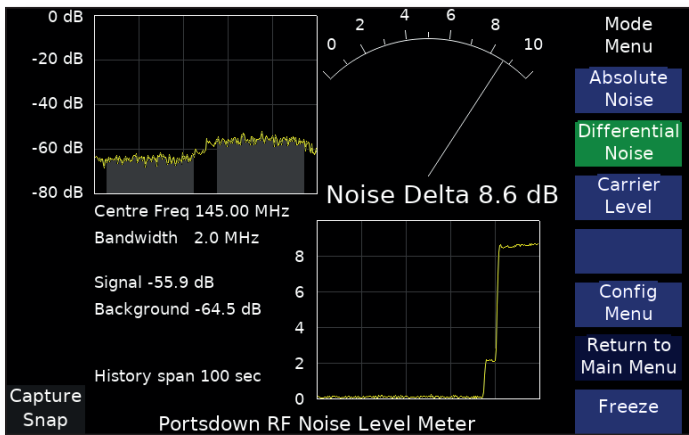 0 dB
-20 dB
-40 dB
-60 dB
-80 dB
0 2 4 6 8 10
Noise Delta 8.6 dB
Centre Freq 145.00 MHz
Bandwidth 2.0 MHz
Signal -55.9 dB
Background -64.5 dB
History span 100 sec
8
6
4
2
0
Capture
Snap
Portsdown RF Noise Level Meter
Mode
Menu
Absolute
Noise
Differential
Noise
Carrier
Level
Config
Menu
Return to
Main Menu
Freeze